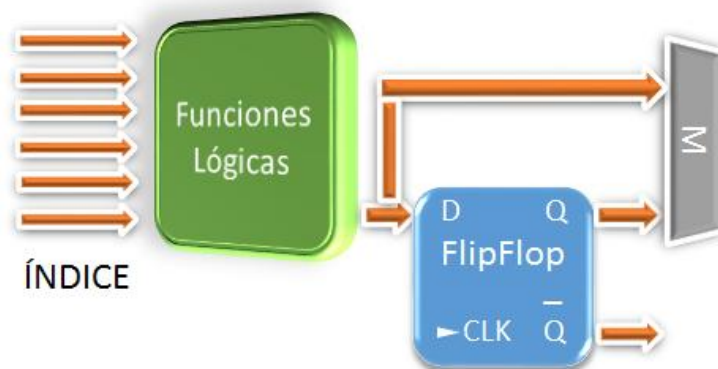 Funciones
Lógicas
M
D Q
FlipFlop
►CLK Q̅
ÍNDICE